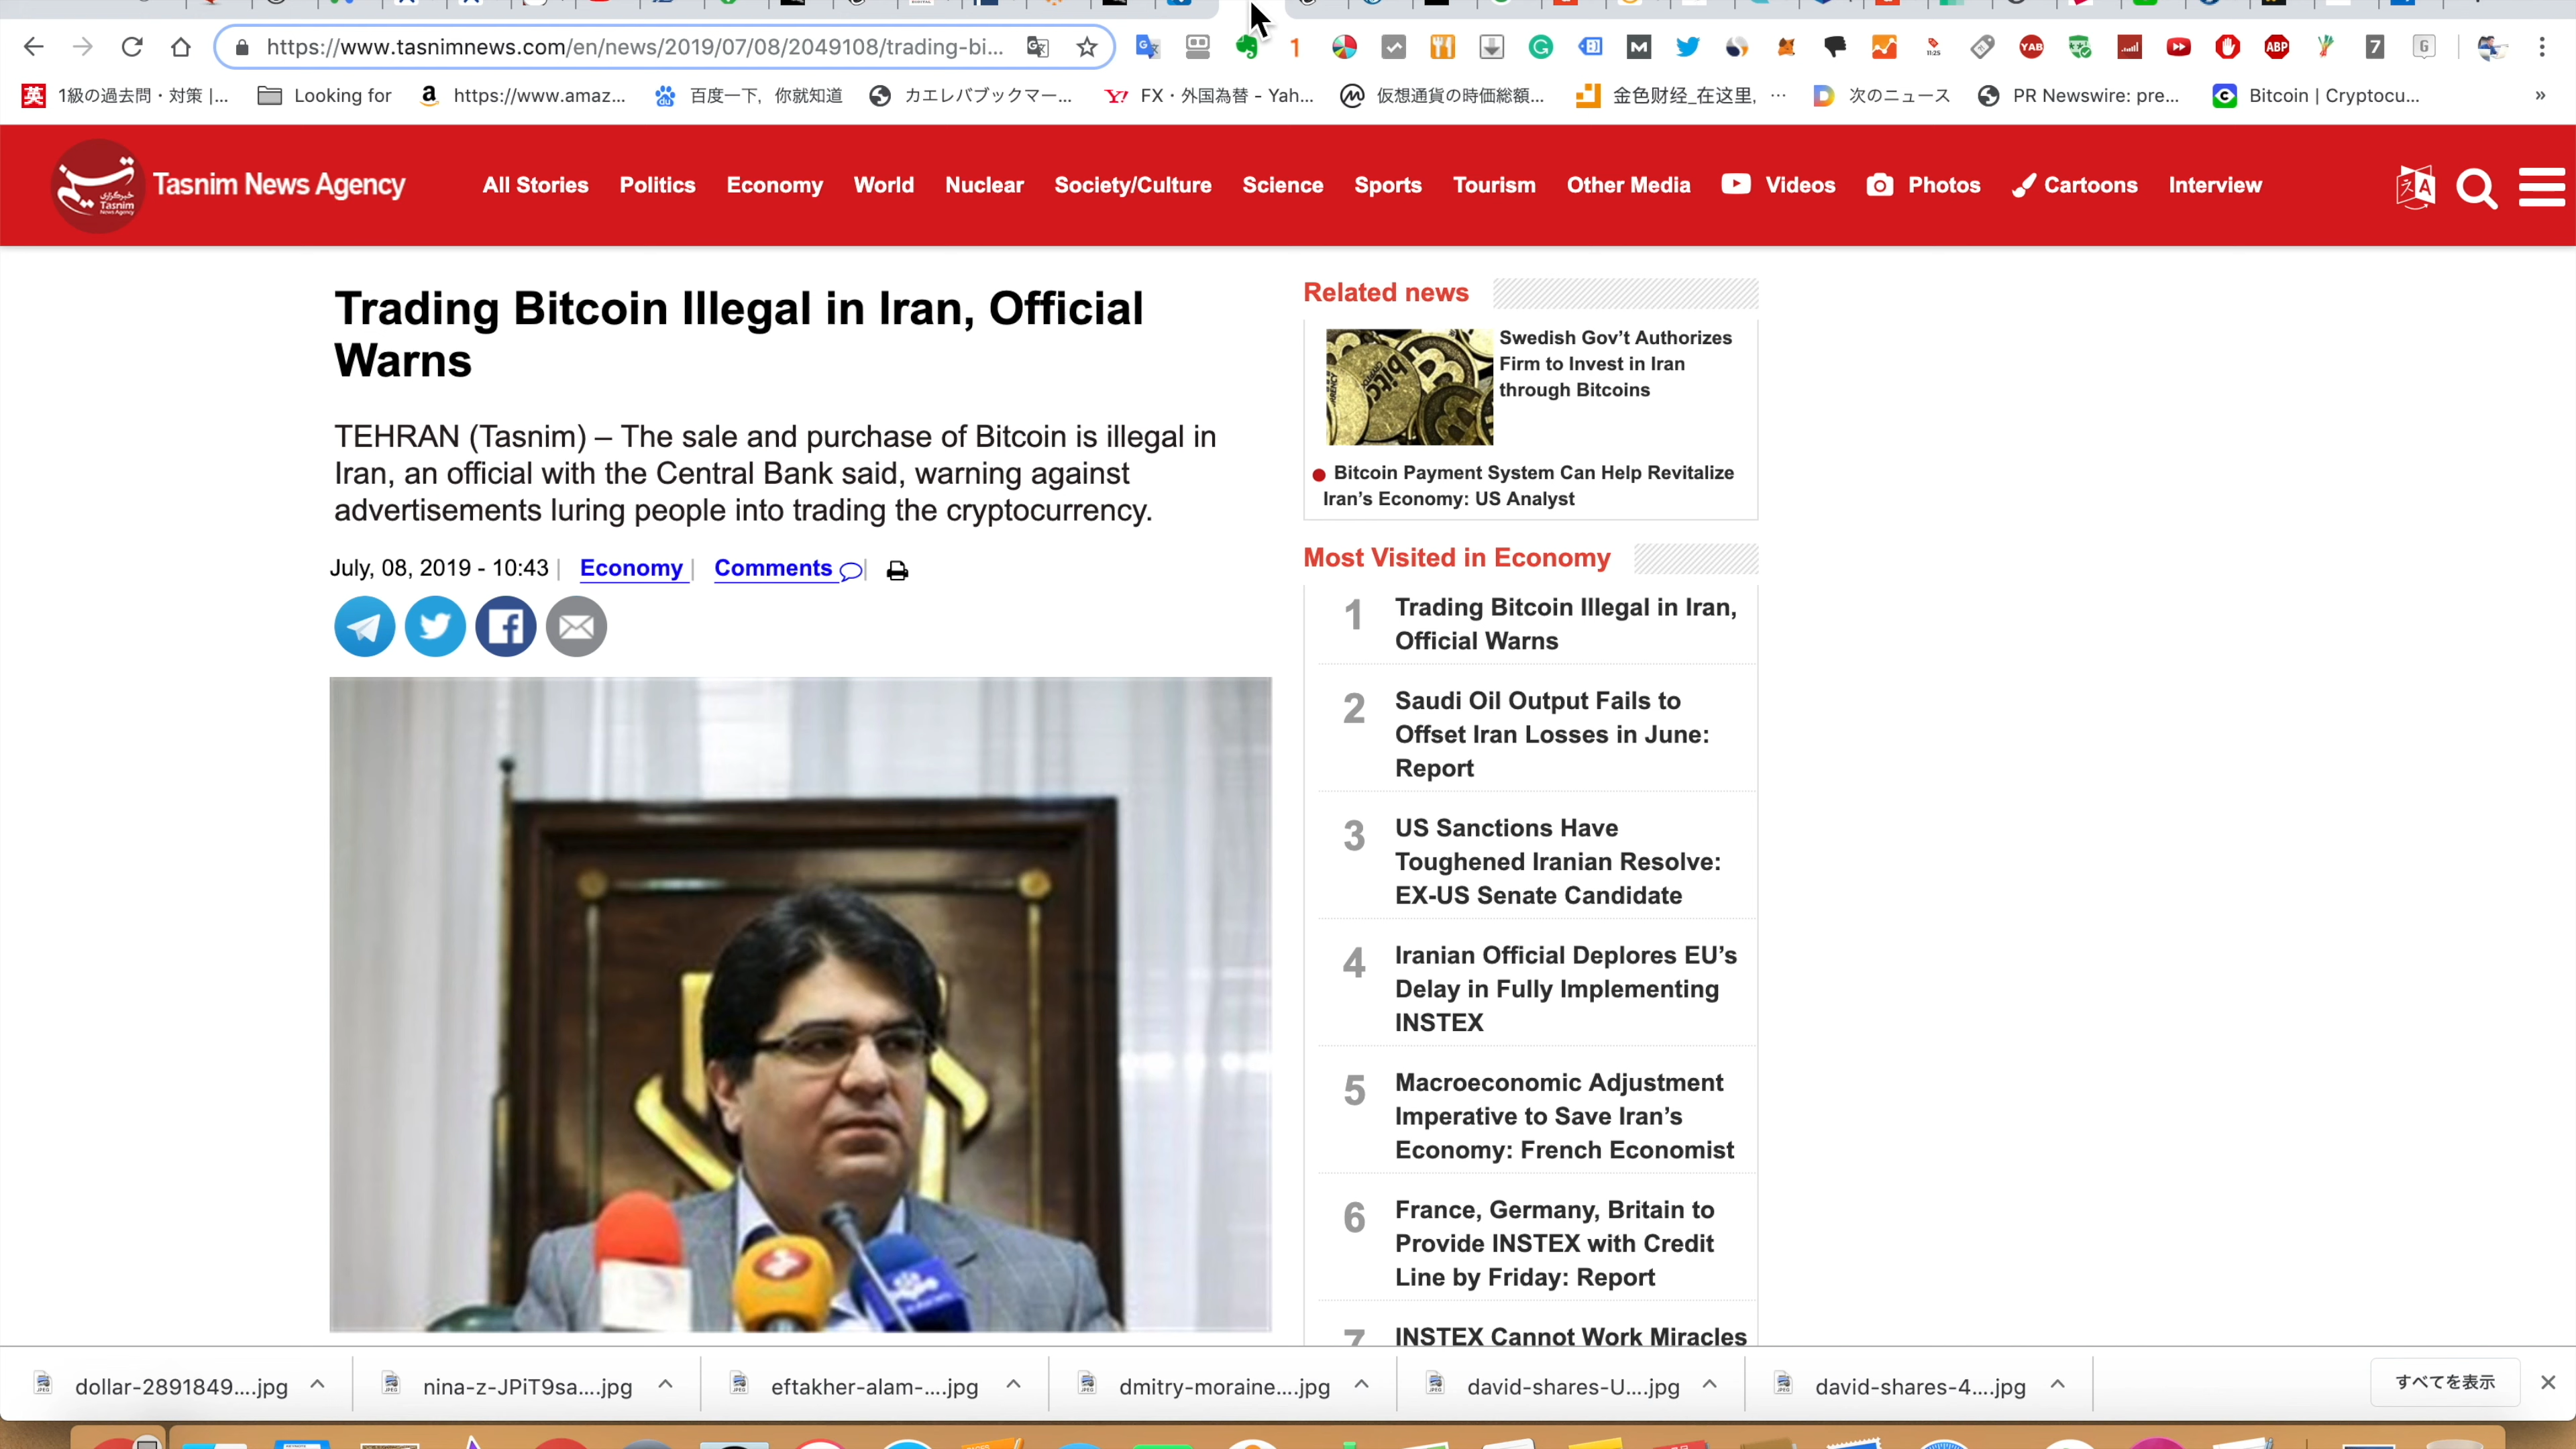 https://www.tasnimnews.com/en/news/2019/07/08/2049108/trading-bi...
1級の過去問・対策 |...
Looking for
https://www.amaz...
百度一下，你就知道
カエレバブックマー...
FX・外国為替 - Yah...
仮想通貨の時価総額...
金色财经_在这里, ...
次のニュース
PR Newswire: pre...
Bitcoin | Cryptocu...
»
Tasnim News Agency
All Stories
Politics
Economy
World
Nuclear
Society/Culture
Science
Sports
Tourism
Other Media
Videos
Photos
Cartoons
Interview
Trading Bitcoin Illegal in Iran, Official
Warns
TEHRAN (Tasnim) – The sale and purchase of Bitcoin is illegal in
Iran, an official with the Central Bank said, warning against
advertisements luring people into trading the cryptocurrency.
July, 08, 2019 - 10:43 | Economy | Comments |
Related news
Swedish Gov’t Authorizes
Firm to Invest in Iran
through Bitcoins
Bitcoin Payment System Can Help Revitalize
Iran’s Economy: US Analyst
Most Visited in Economy
1
Trading Bitcoin Illegal in Iran,
Official Warns
2
Saudi Oil Output Fails to
Offset Iran Losses in June:
Report
3
US Sanctions Have
Toughened Iranian Resolve:
EX-US Senate Candidate
4
Iranian Official Deplores EU’s
Delay in Fully Implementing
INSTEX
5
Macroeconomic Adjustment
Imperative to Save Iran’s
Economy: French Economist
6
France, Germany, Britain to
Provide INSTEX with Credit
Line by Friday: Report
7
INSTEX Cannot Work Miracles
dollar-2891849....jpg
nina-z-JPiT9sa....jpg
eftakher-alam-....jpg
dmitry-moraine....jpg
david-shares-U....jpg
david-shares-4....jpg
すべてを表示